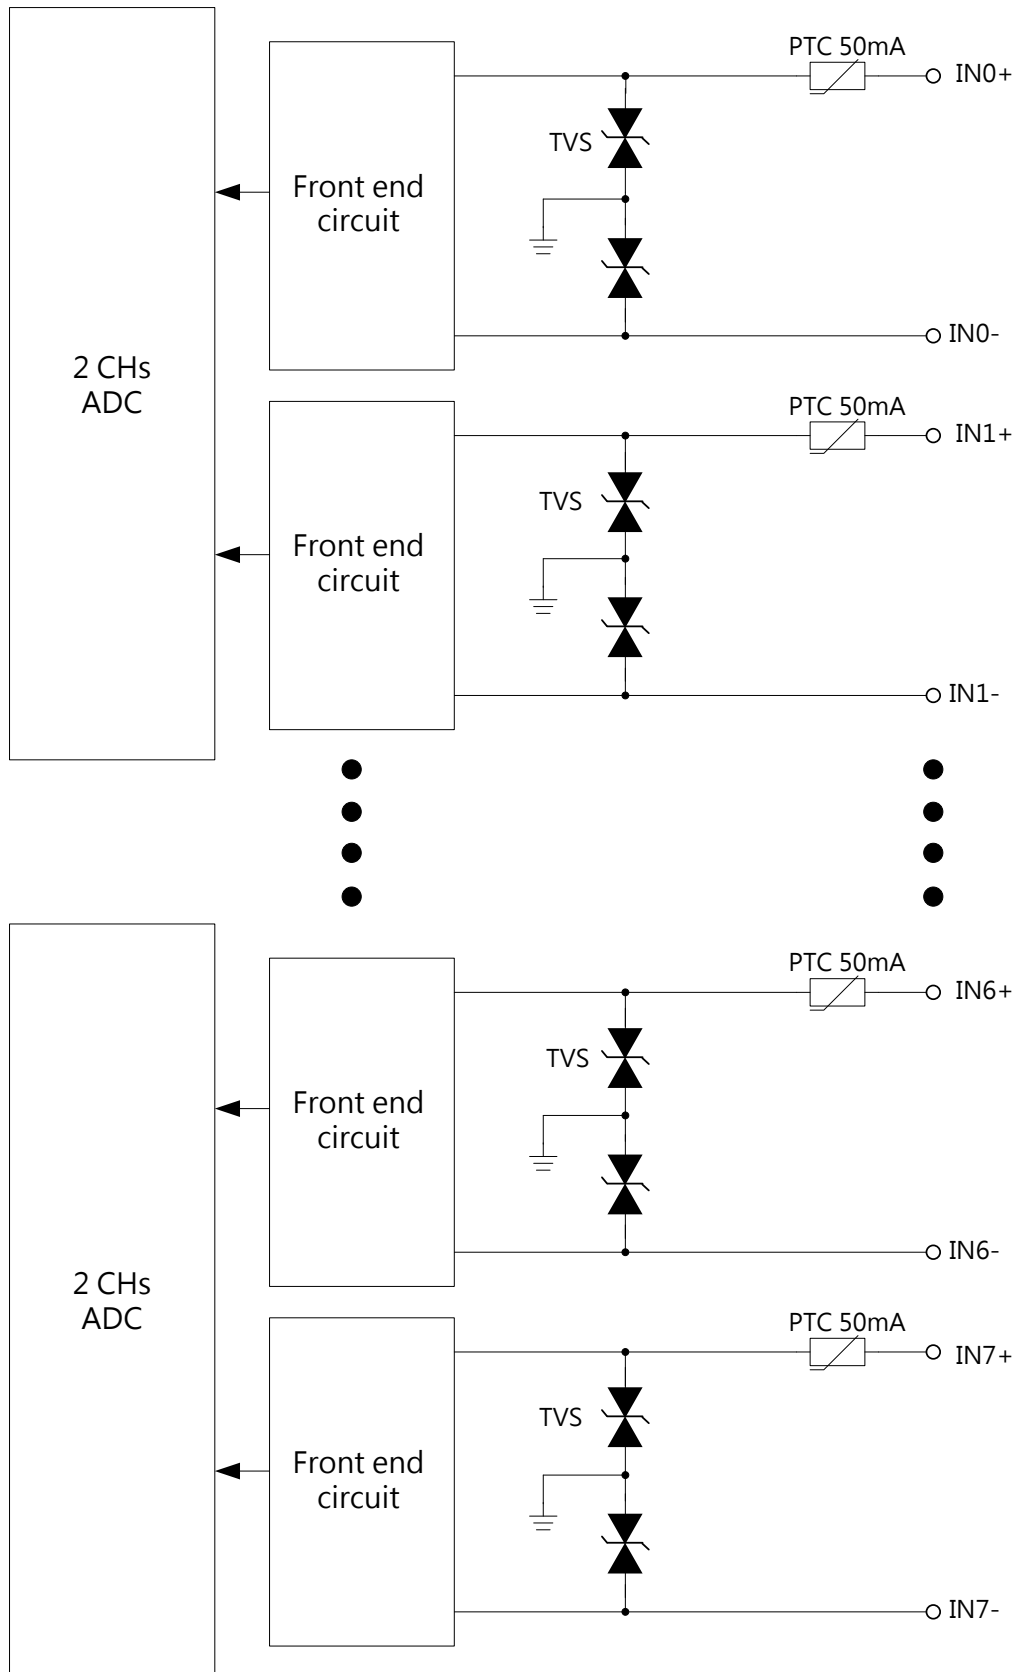 PTC 50mA
IN0+
TVS
Front end
circuit
IN0-
2 CHs
ADC
PTC 50mA
IN1+
TVS
Front end
circuit
IN1-
PTC 50mA
IN6+
TVS
Front end
circuit
IN6-
2 CHs
ADC
PTC 50mA
IN7+
TVS
Front end
circuit
IN7-